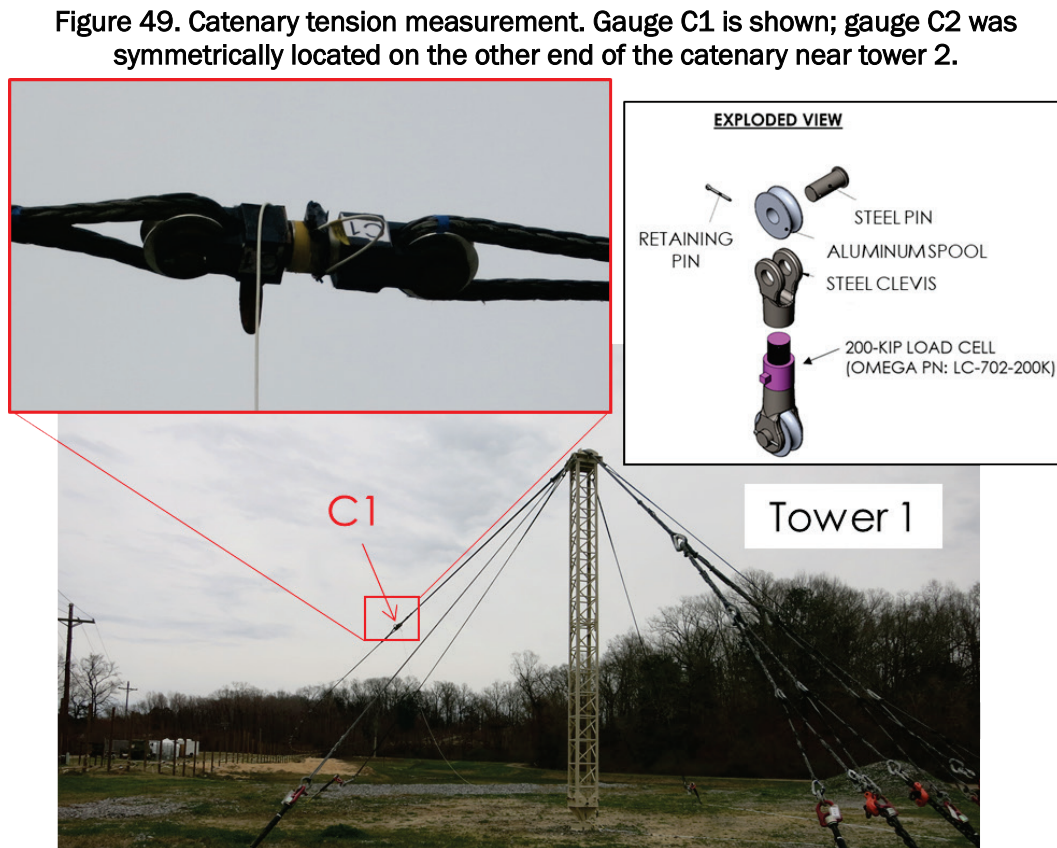 Figure 49. Catenary tension measurement. Gauge C1 is shown; gauge C2 was
symmetrically located on the other end of the catenary near tower 2.
C1
EXPLODED VIEW
RETAINING
PIN
STEEL PIN
ALUMINUM SPOOL
STEEL CLEVIS
200-KIP LOAD CELL
(OMEGA PN: LC-702-200K)
C1
Tower 1